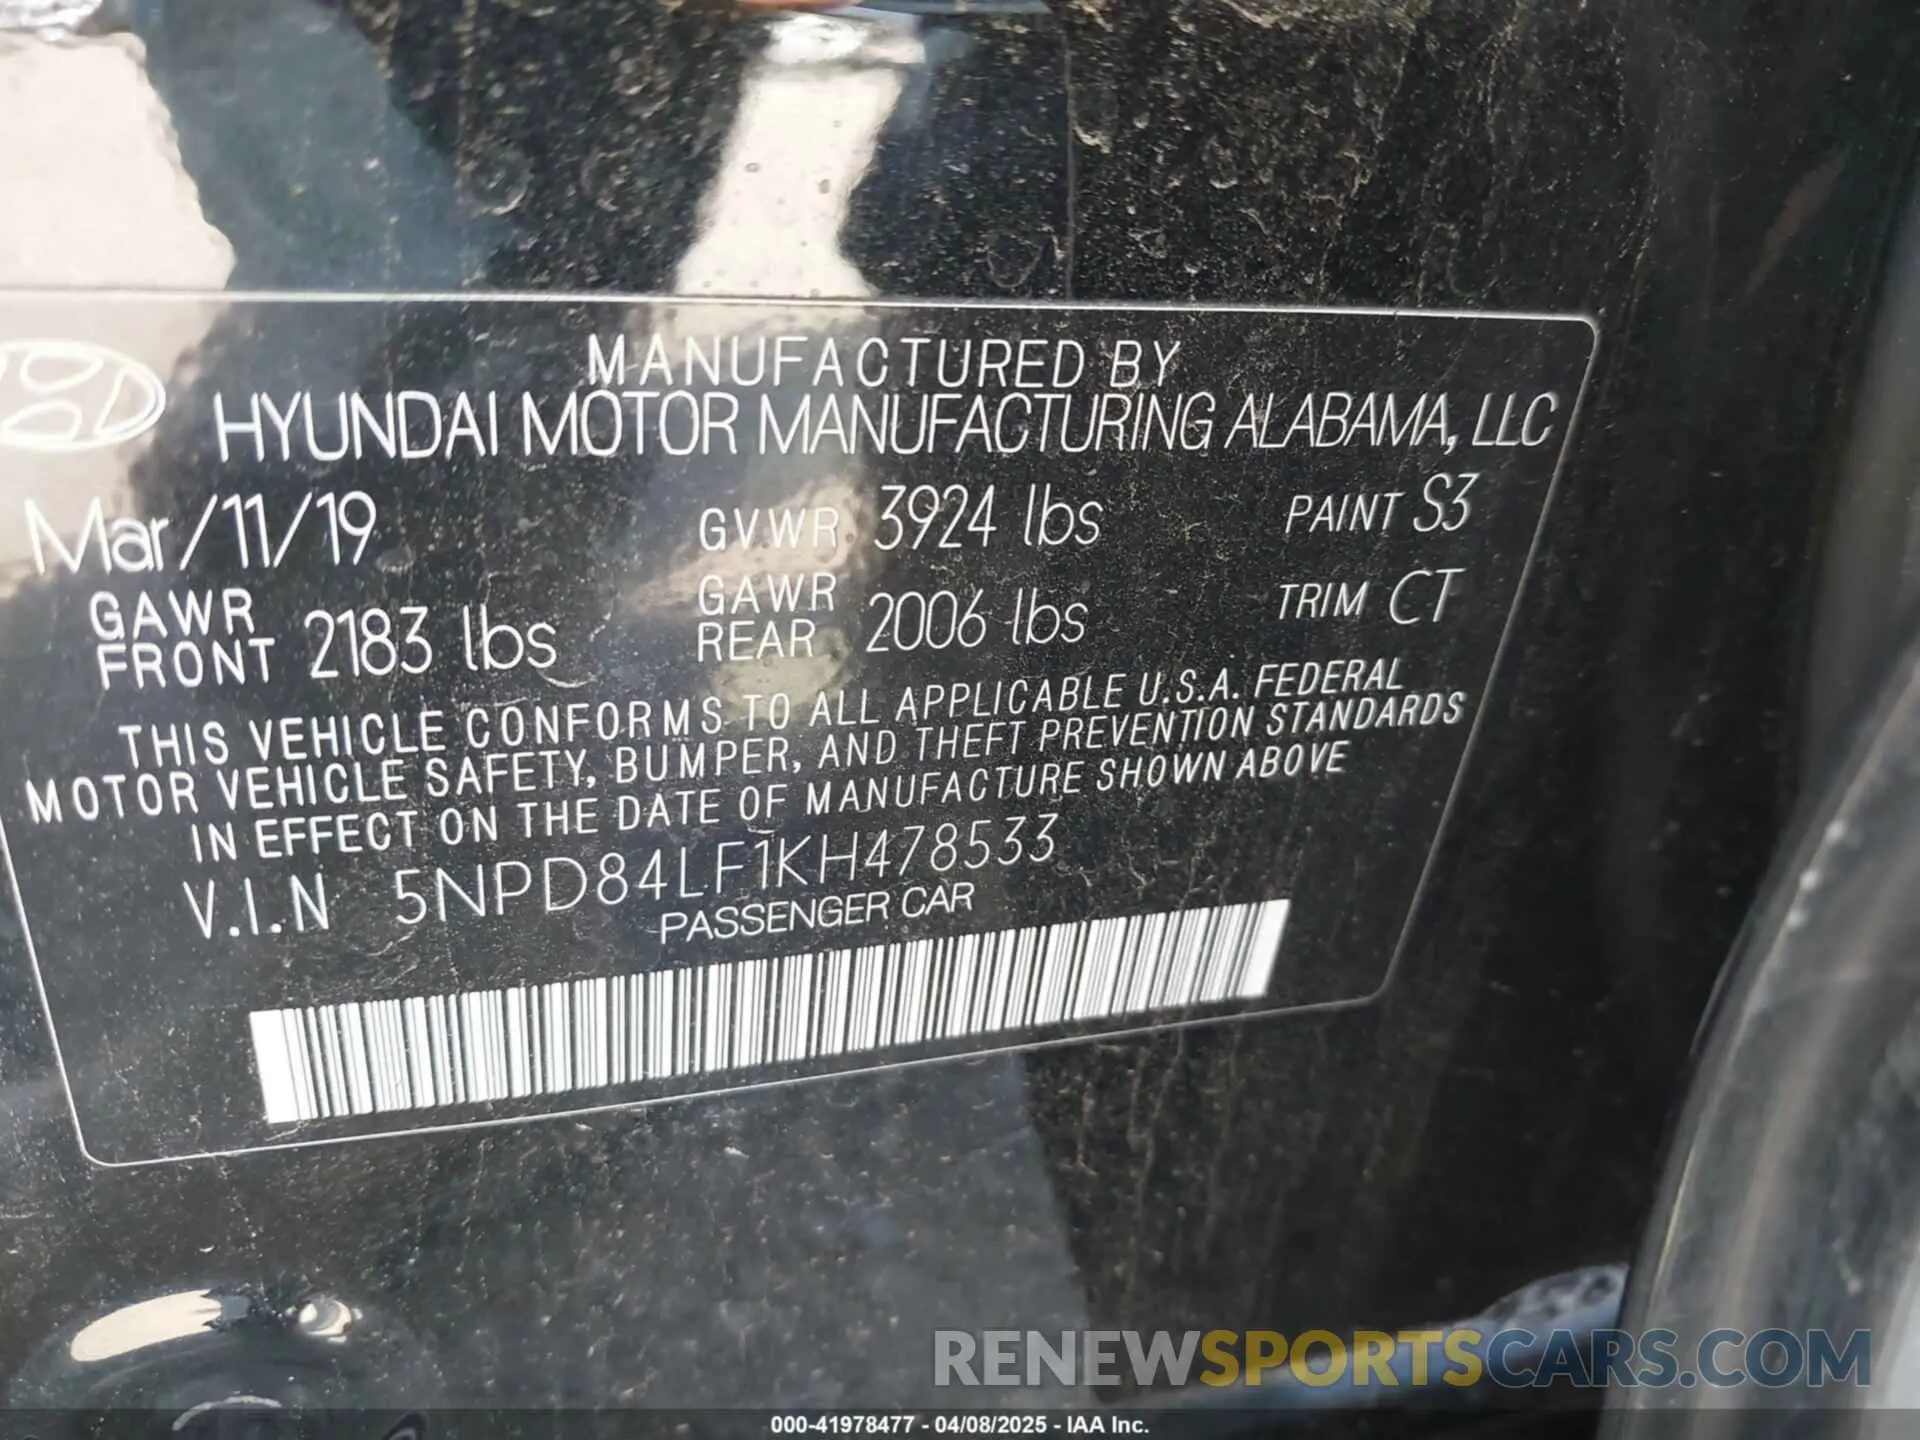 MANUFACTURED BY
HYUNDAI MOTOR MANUFACTURING ALABAMA, LLC
Mar/11/19 GVWR 3924 lbs PAINT S3
GAWR FRONT 2183 lbs GAWR REAR 2006 lbs TRIM CT
THIS VEHICLE CONFORMS TO ALL APPLICABLE U.S.A. FEDERAL
MOTOR VEHICLE SAFETY, BUMPER, AND THEFT PREVENTION STANDARDS
IN EFFECT ON THE DATE OF MANUFACTURE SHOWN ABOVE
V.I.N 5NPD84LF1KH478533
PASSENGER CAR
RENEWSPORTSCARS.COM
000-41978477 - 04/08/2025 - IAA Inc.